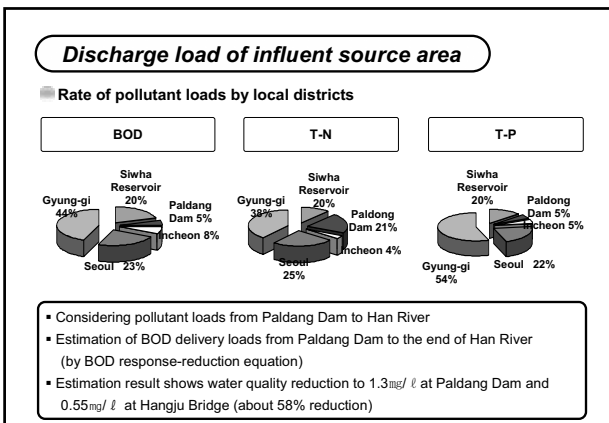 Discharge load of influent source area
Rate of pollutant loads by local districts
BOD
T-N
T-P
Siwha
Reservoir
20%
Gyung-gi
44%
Paldang
Dam 5%
Incheon 8%
Seoul 23%
Siwha
Reservoir
20%
Gyung-gi
38%
Paldong
Dam 21%
Incheon 4%
Seoul
25%
Siwha
Reservoir
20%
Paldong
Dam 5%
Incheon 5%
Gyung-gi
54%
Seoul 22%
▪ Considering pollutant loads from Paldang Dam to Han River
▪ Estimation of BOD delivery loads from Paldang Dam to the end of Han River
(by BOD response-reduction equation)
▪ Estimation result shows water quality reduction to 1.3㎎/ ℓ at Paldang Dam and
0.55㎎/ ℓ at Hangju Bridge (about 58% reduction)